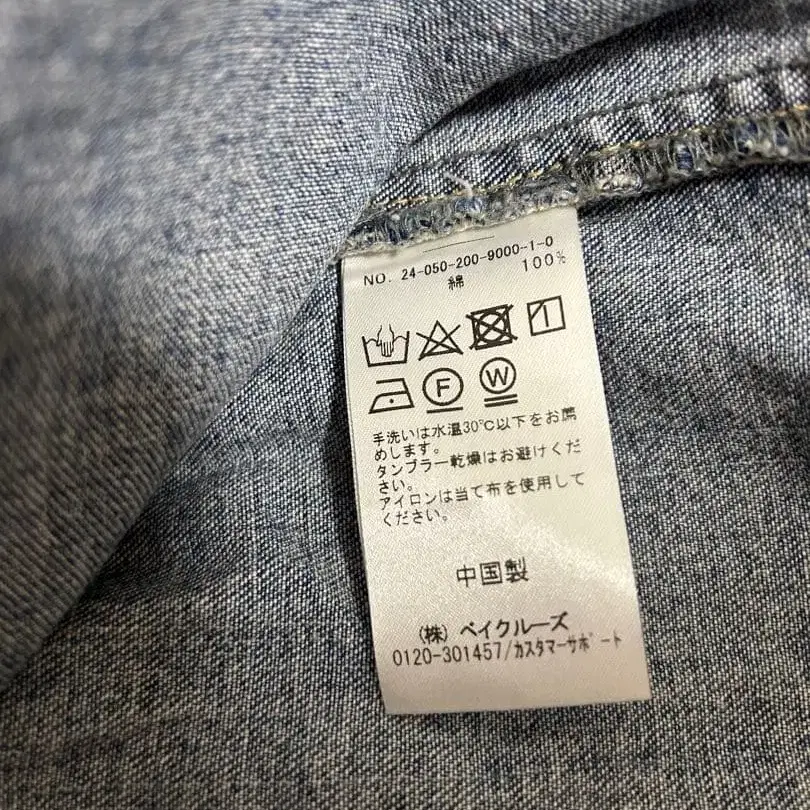 NO. 24-050-200-9000-1-0
綿 100%
F W
手洗いは水温30℃以下をお薦
めします。
タンブラー乾燥はお避けくだ
さい。
アイロンは当て布を使用して
ください。
中国製
(株) ベイクルーズ
0120-301457/カスタマーサポート